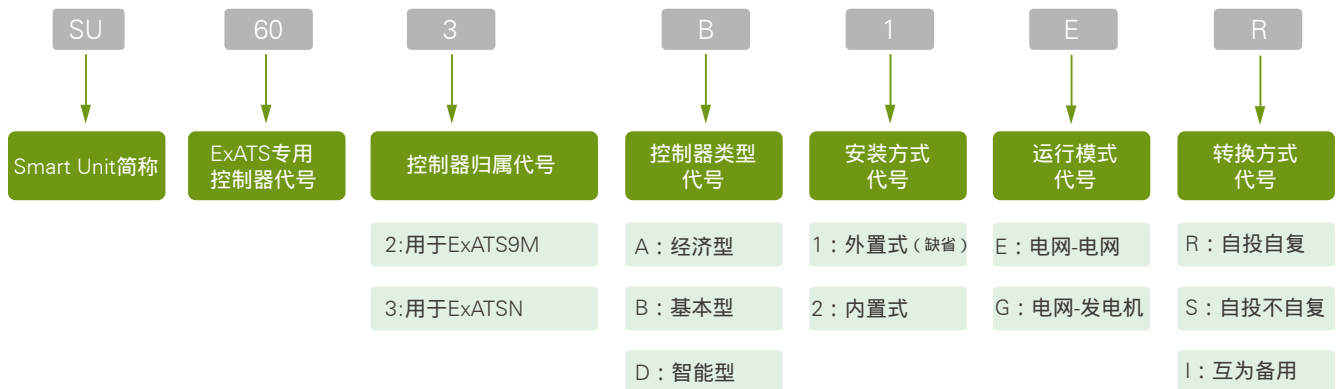 SU
60
3
B
1
E
R
Smart Unit简称
ExATS专用
控制器代号
控制器归属代号
控制器类型
代号
安装方式
代号
运行模式
代号
转换方式
代号
2:用于ExATS9M
3:用于ExATSN
A：经济型
B：基本型
D：智能型
1：外置式（缺省）
2：内置式
E：电网-电网
G：电网-发电机
R：自投自复
S：自投不自复
I：互为备用